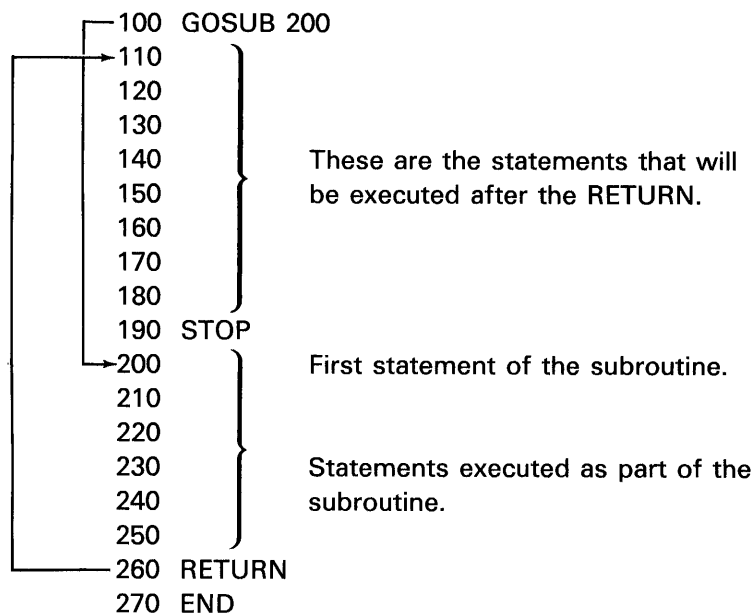 100 GOSUB 200
110
120
130
140 These are the statements that will
150 be executed after the RETURN.
160
170
180
190 STOP
200 First statement of the subroutine.
210
220
230 Statements executed as part of the
240 subroutine.
250
260 RETURN
270 END